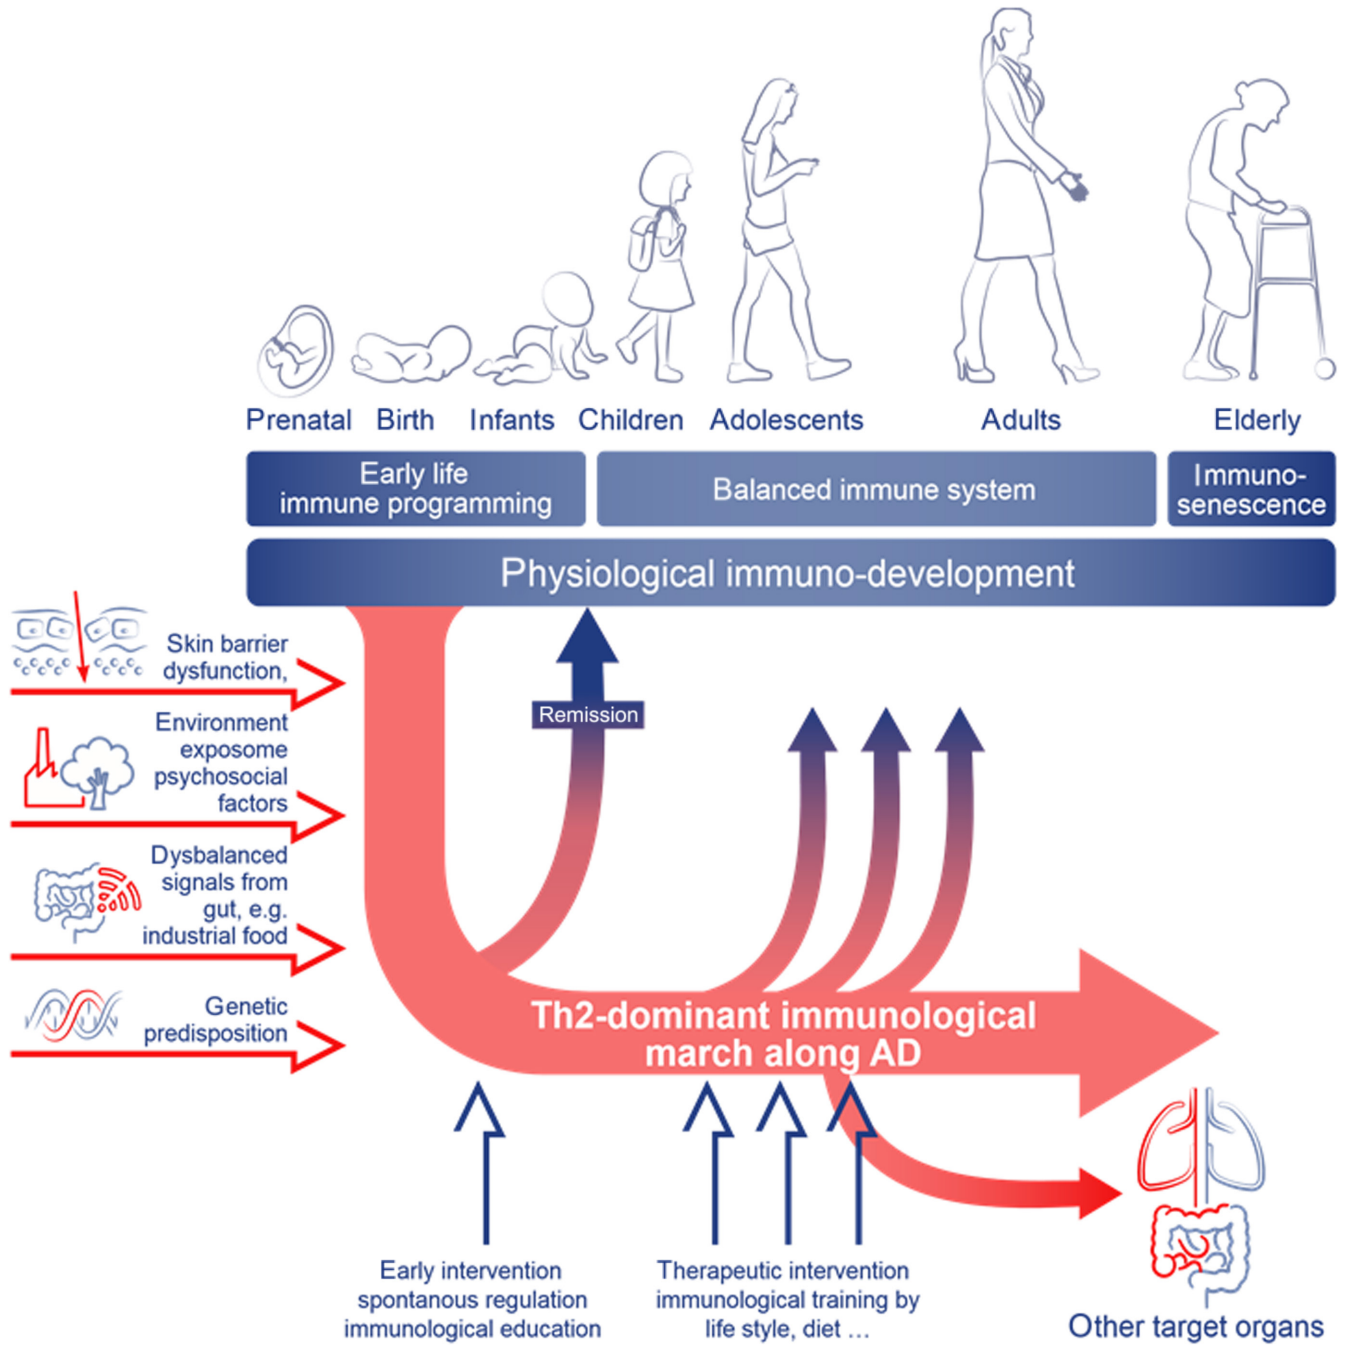 Prenatal Birth Infants Children Adolescents Adults Elderly
Early life
immune programming
Balanced immune system
Immuno-
senescence
Physiological immuno-development
Skin barrier
dysfunction,
Environment
exposome
psychosocial
factors
Dysbalanced
signals from
gut, e.g.
industrial food
Genetic
predisposition
Remission
Th2-dominant immunological
march along AD
Early intervention
spontanous regulation
immunological education
Therapeutic intervention
immunological training by
life style, diet ...
Other target organs